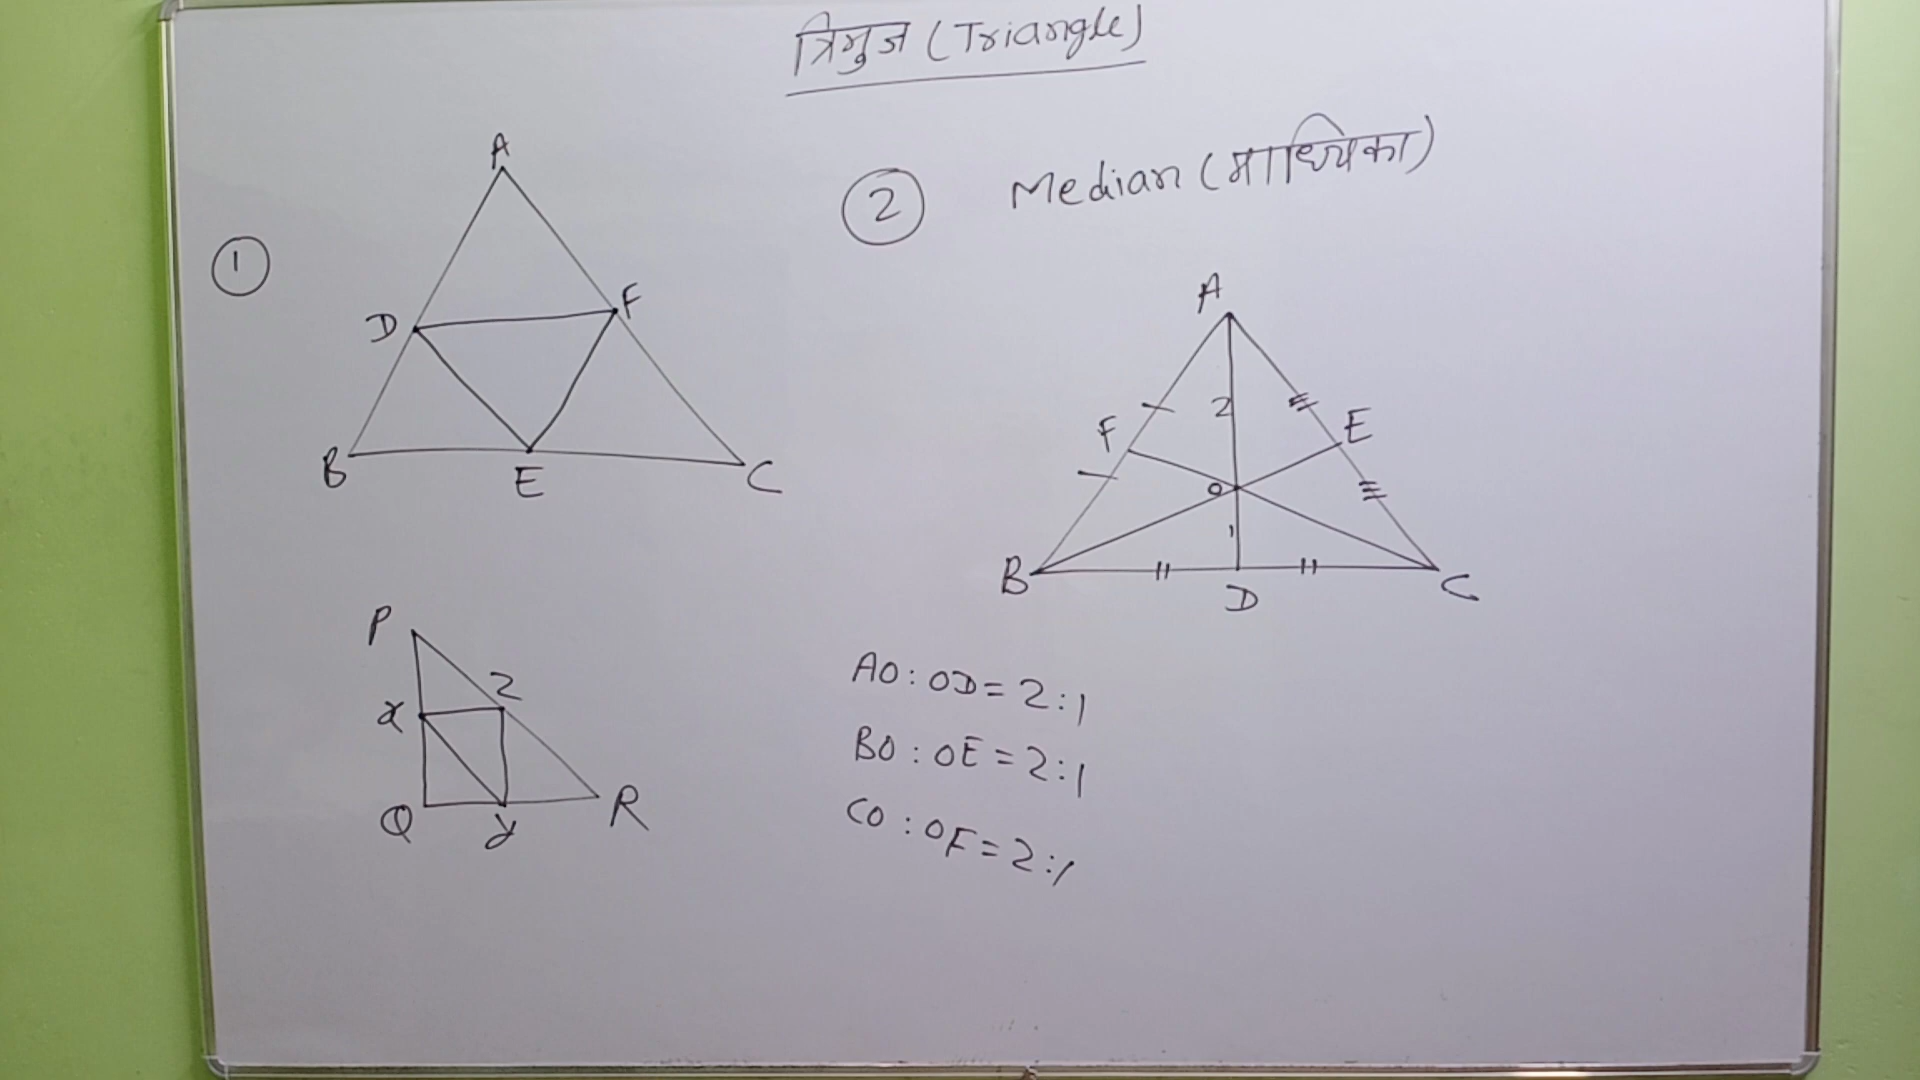 त्रिभुज (Triangle)
1
A
D
F
B
E
C
P
x
Z
Q
y
R
2
Median (माध्यिका)
A
F
2
E
O
1
B
D
C
AO : OD = 2 : 1
BO : OE = 2 : 1
CO : OF = 2 : 1